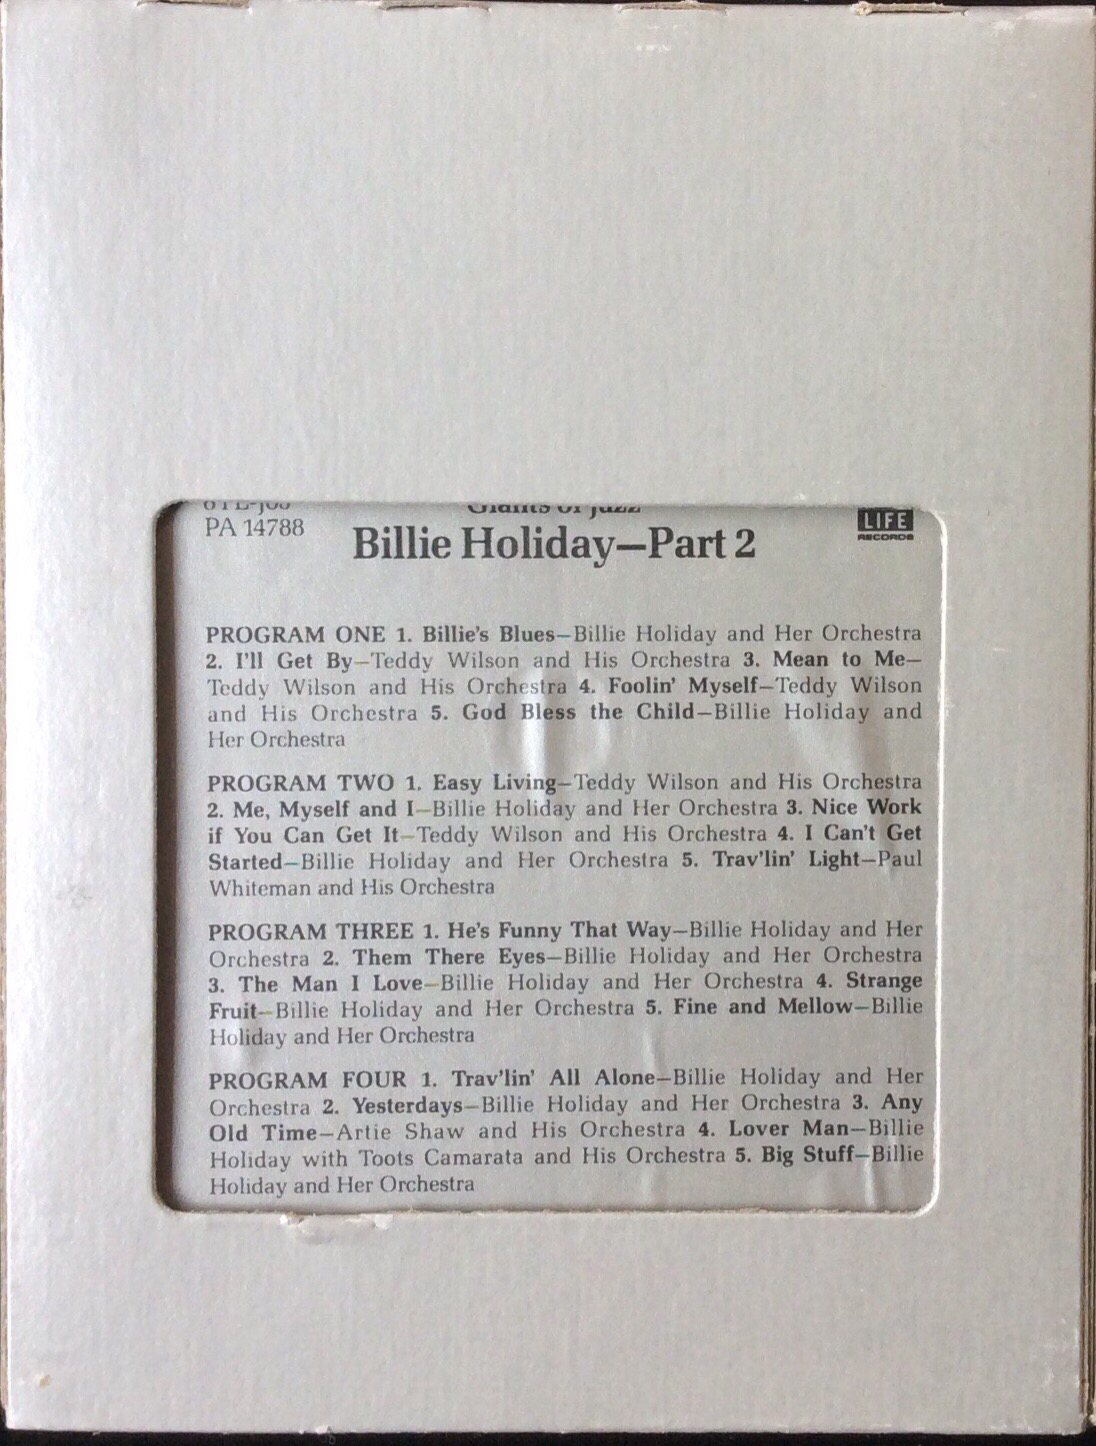 PA 14788
Giants of Jazz
LIFE
RECORDS
Billie Holiday—Part 2
PROGRAM ONE 1. Billie's Blues—Billie Holiday and Her Orchestra
2. I'll Get By—Teddy Wilson and His Orchestra 3. Mean to Me—
Teddy Wilson and His Orchestra 4. Foolin' Myself—Teddy Wilson
and His Orchestra 5. God Bless the Child—Billie Holiday and
Her Orchestra
PROGRAM TWO 1. Easy Living—Teddy Wilson and His Orchestra
2. Me, Myself and I—Billie Holiday and Her Orchestra 3. Nice Work
if You Can Get It—Teddy Wilson and His Orchestra 4. I Can't Get
Started—Billie Holiday and Her Orchestra 5. Trav'lin' Light—Paul
Whiteman and His Orchestra
PROGRAM THREE 1. He's Funny That Way—Billie Holiday and Her
Orchestra 2. Them There Eyes—Billie Holiday and Her Orchestra
3. The Man I Love—Billie Holiday and Her Orchestra 4. Strange
Fruit—Billie Holiday and Her Orchestra 5. Fine and Mellow—Billie
Holiday and Her Orchestra
PROGRAM FOUR 1. Trav'lin' All Alone—Billie Holiday and Her
Orchestra 2. Yesterdays—Billie Holiday and Her Orchestra 3. Any
Old Time—Artie Shaw and His Orchestra 4. Lover Man—Billie
Holiday with Toots Camarata and His Orchestra 5. Big Stuff—Billie
Holiday and Her Orchestra